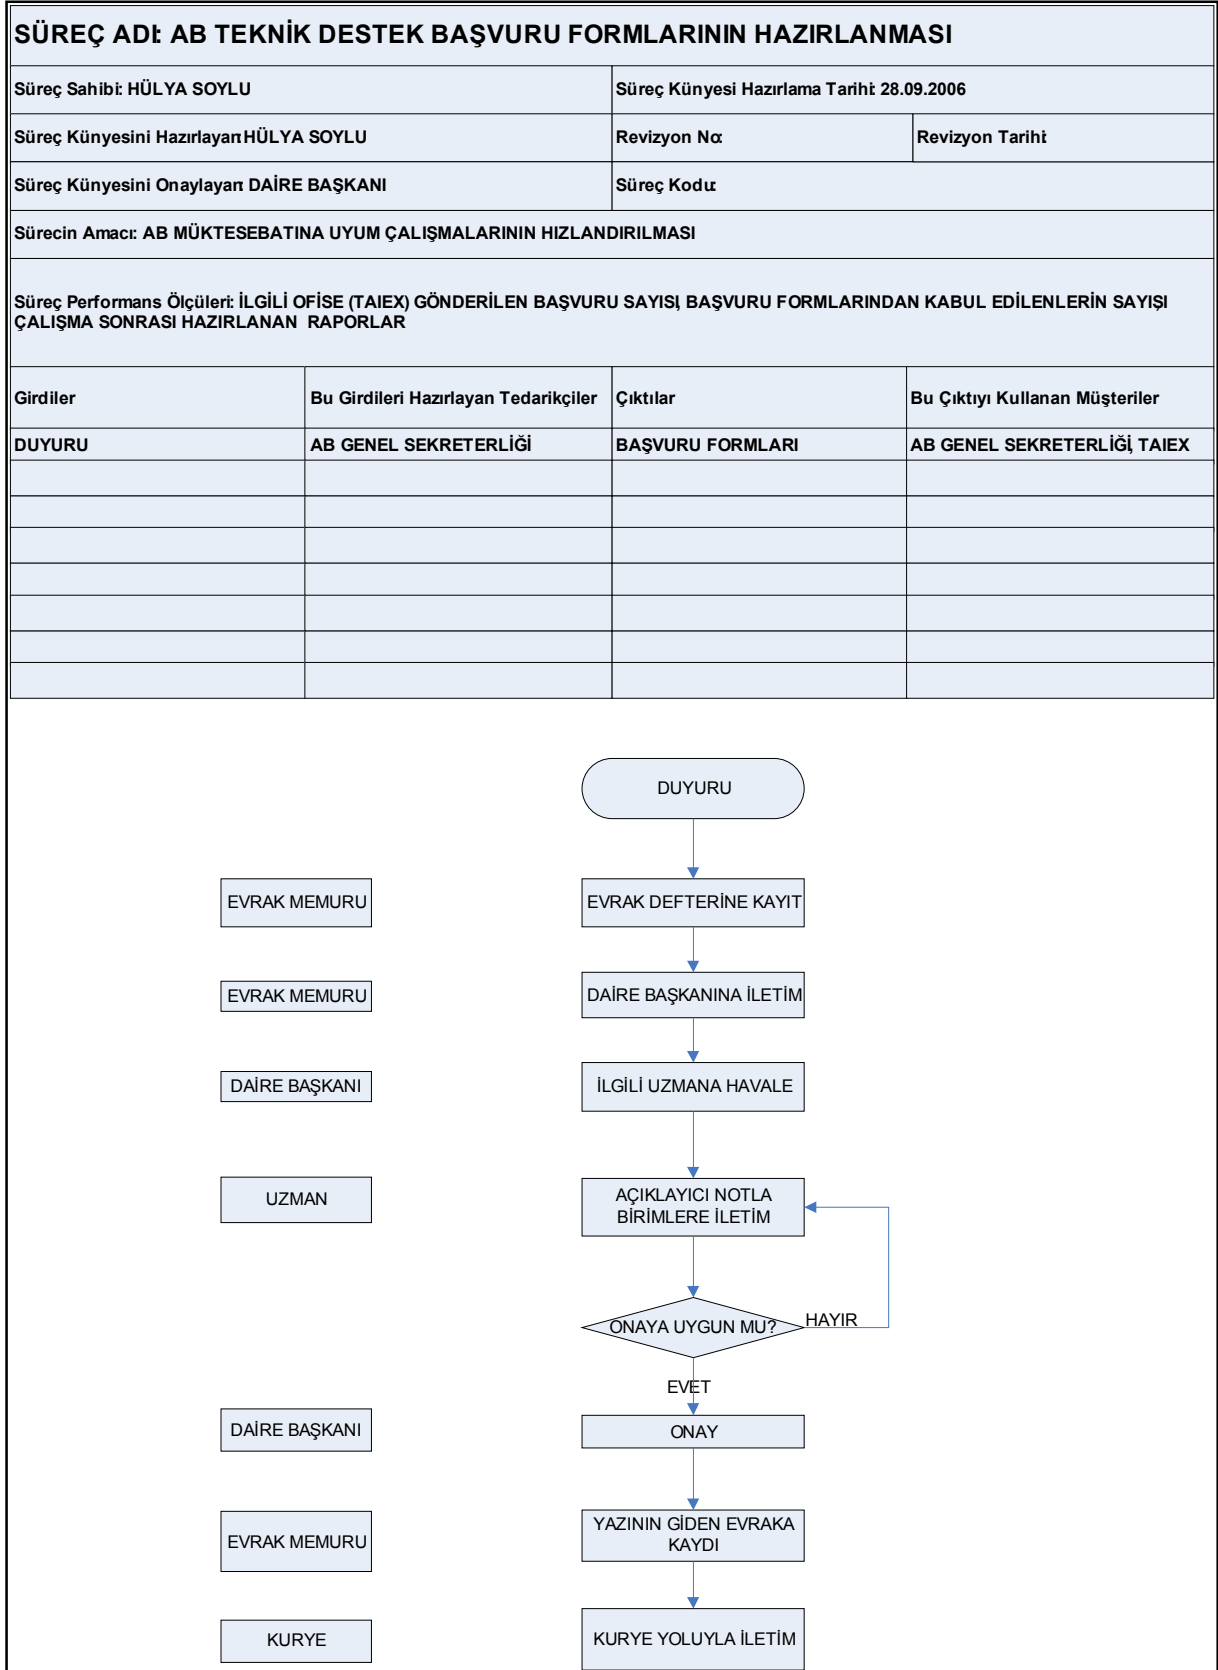 SÜREÇ ADI: AB TEKNİK DESTEK BAŞVURU FORMLARININ HAZIRLANMASI
Süreç Sahibi: HÜLYA SOYLU
Süreç Künyesi Hazırlama Tarihi: 28.09.2006
Süreç Künyesini Hazırlayan: HÜLYA SOYLU
Revizyon No:
Revizyon Tarihi:
Süreç Künyesini Onaylayan: DAİRE BAŞKANI
Süreç Kodu:
Sürecin Amacı: AB MÜKTESEBATINA UYUM ÇALIŞMALARININ HIZLANDIRILMASI
Süreç Performans Ölçüleri: İLGİLİ OFİSE (TAIEX) GÖNDERİLEN BAŞVURU SAYISI, BAŞVURU FORMLARINDAN KABUL EDİLENLERİN SAYISI,
ÇALIŞMA SONRASI HAZIRLANAN RAPORLAR
Girdiler
Bu Girdileri Hazırlayan Tedarikçiler
Çıktılar
Bu Çıktıyı Kullanan Müşteriler
DUYURU
AB GENEL SEKRETERLİĞİ
BAŞVURU FORMLARI
AB GENEL SEKRETERLİĞİ, TAIEX
DUYURU
EVRAK MEMURU
EVRAK DEFTERİNE KAYIT
EVRAK MEMURU
DAİRE BAŞKANINA İLETİM
DAİRE BAŞKANI
İLGİLİ UZMANA HAVALE
UZMAN
AÇIKLAYICI NOTLA
BİRİMLERE İLETİM
ONAYA UYGUN MU?
HAYIR
EVET
DAİRE BAŞKANI
ONAY
EVRAK MEMURU
YAZININ GİDEN EVRAKA
KAYDI
KURYE
KURYE YOLUYLA İLETİM